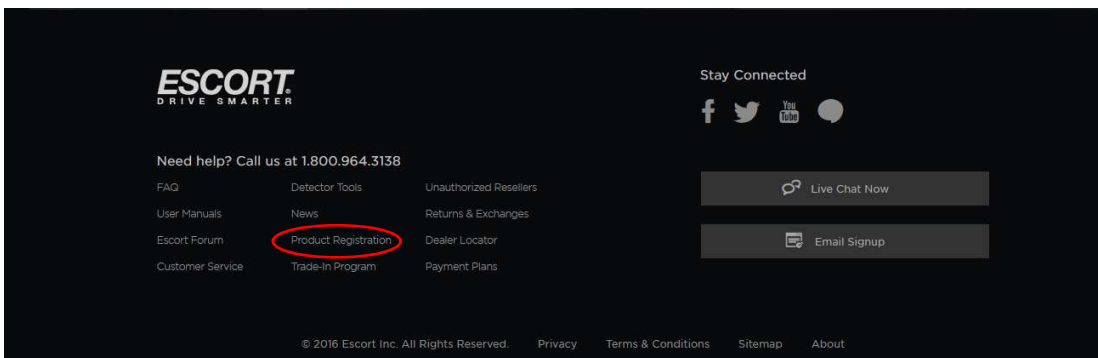 ESCORT.
DRIVE SMARTER
Stay Connected
You
Tube
Need help? Call us at 1.800.964.3138
FAQ Detector Tools Unauthorized Resellers
User Manuals News Returns & Exchanges
Escort Forum Product Registration Dealer Locator
Customer Service Trade-In Program Payment Plans
Live Chat Now
Email Signup
© 2016 Escort Inc. All Rights Reserved. Privacy Terms & Conditions Sitemap About